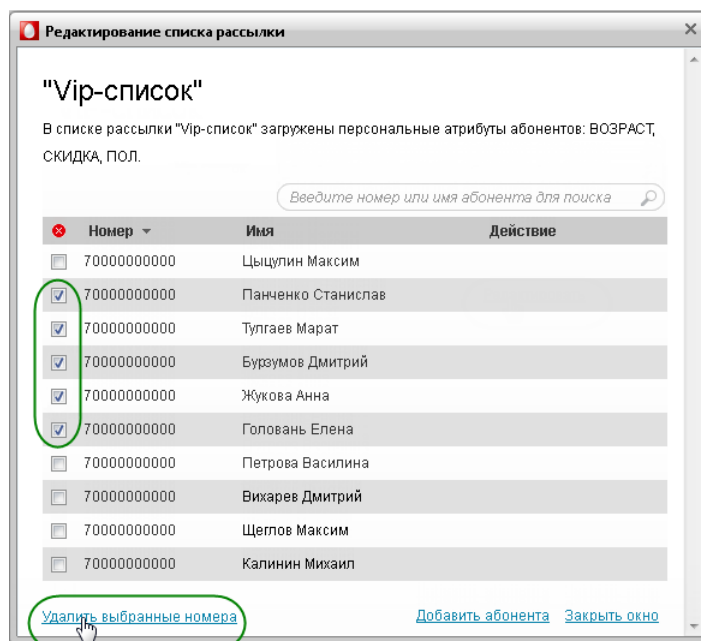 Редактирование списка рассылки
"Vip-список"
В списке рассылки "Vip-список" загружены персональные атрибуты абонентов: ВОЗРАСТ,
СКИДКА, ПОЛ.
Введите номер или имя абонента для поиска
Номер Имя Действие
70000000000 Цыцулин Максим
70000000000 Панченко Станислав
70000000000 Тулгаев Марат
70000000000 Бурзумов Дмитрий
70000000000 Жукова Анна
70000000000 Головань Елена
70000000000 Петрова Василина
70000000000 Вихарев Дмитрий
70000000000 Щеглов Максим
70000000000 Калинин Михаил
Удалить выбранные номера Добавить абонента Закрыть окно